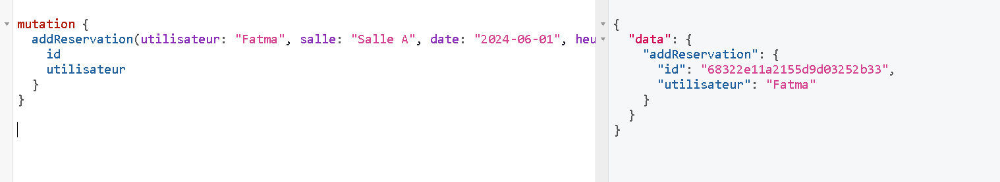 mutation {
addReservation(utilisateur: "Fatma", salle: "Salle A", date: "2024-06-01", heu
id
utilisateur
}
}
{
"data": {
"addReservation": {
"id": "68322e11a2155d9d03252b33",
"utilisateur": "Fatma"
}
}
}